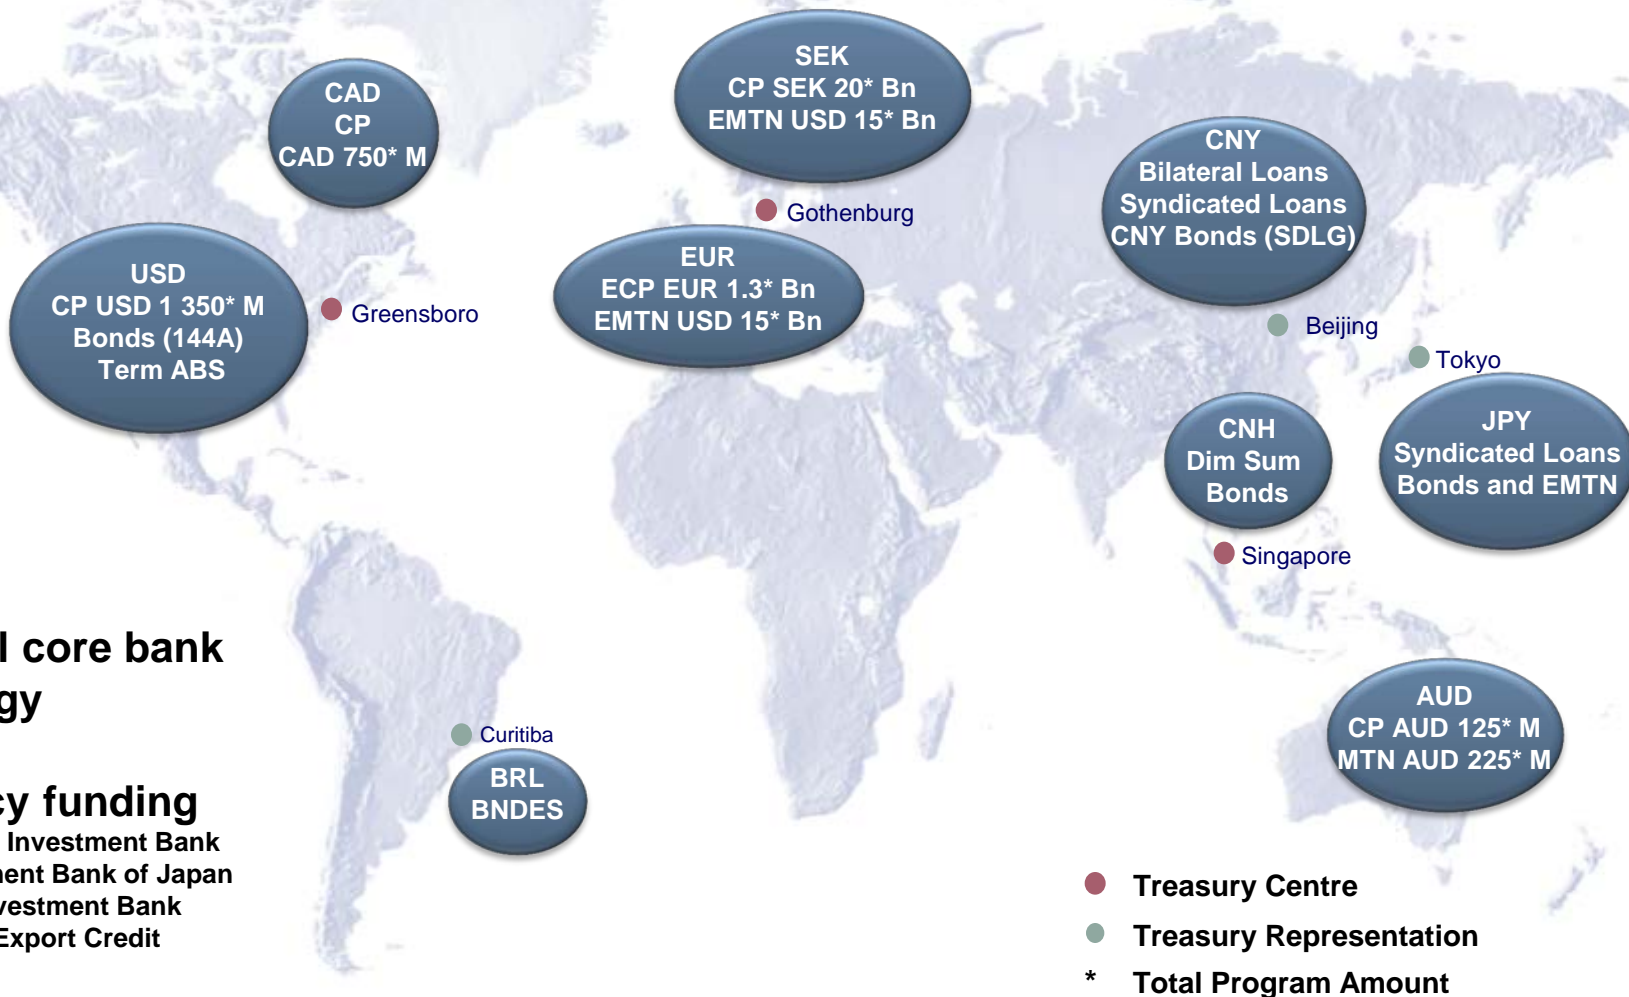 CAD
CP
CAD 750* M
SEK
CP SEK 20* Bn
EMTN USD 15* Bn
CNY
Bilateral Loans
Syndicated Loans
CNY Bonds (SDLG)
Gothenburg
USD
CP USD 1 350* M
Bonds (144A)
Term ABS
Greensboro
EUR
ECP EUR 1.3* Bn
EMTN USD 15* Bn
Beijing
Tokyo
CNH
Dim Sum
Bonds
JPY
Syndicated Loans
Bonds and EMTN
Singapore
l core bank
gy
AUD
CP AUD 125* M
MTN AUD 225* M
Curitiba
BRL
BNDES
cy funding
Investment Bank
ment Bank of Japan
vestment Bank
Export Credit
Treasury Centre
Treasury Representation
* Total Program Amount